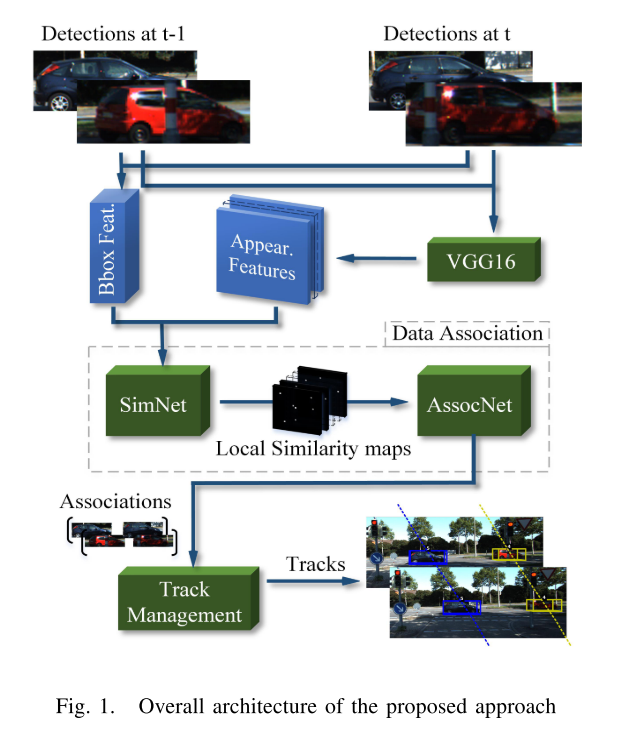 Detections at t-1
Detections at t
Bbox Feat.
Appear.
Features
VGG16
Data Association
SimNet
AssocNet
Local Similarity maps
Associations
Track
Management
Tracks
Fig. 1. Overall architecture of the proposed approach